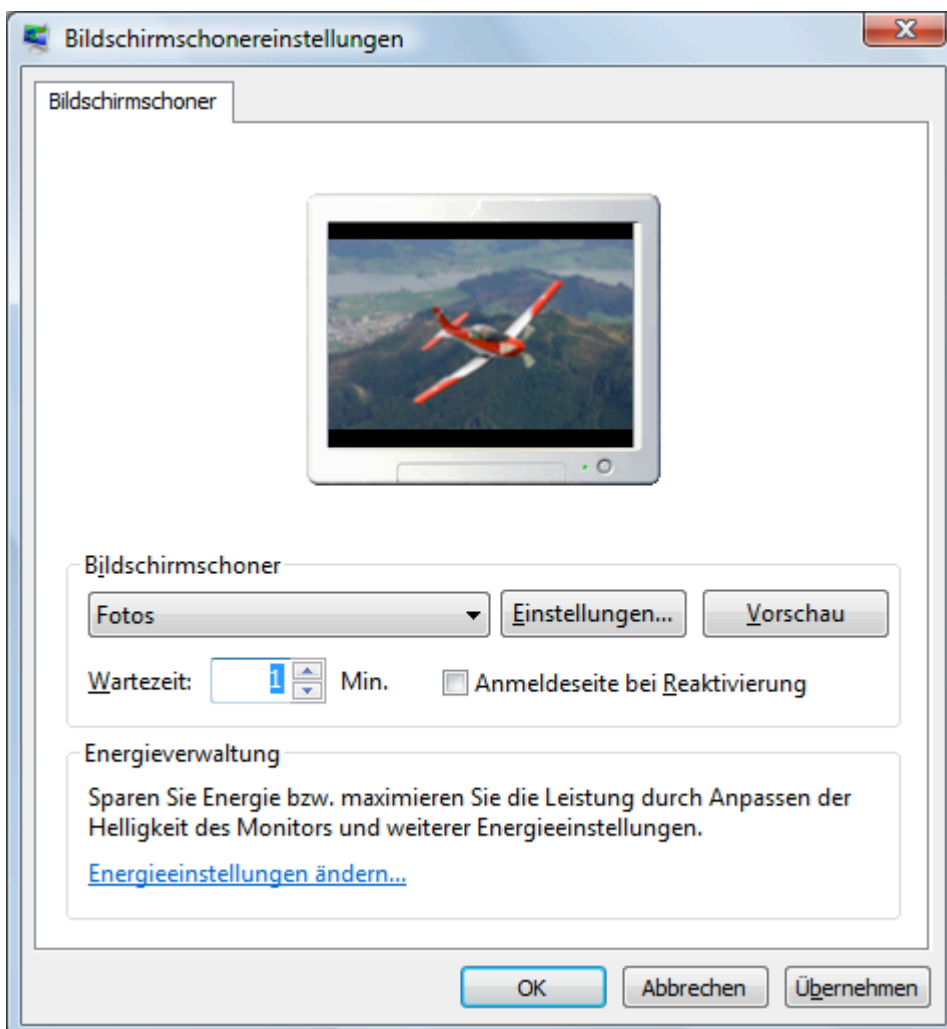 Bildschirmschonereinstellungen
Bildschirmschoner
Bildschirmschoner
Fotos
Einstellungen...
Vorschau
Wartezeit: 1 Min.
Anmeldeseite bei Reaktivierung
Energieverwaltung
Sparen Sie Energie bzw. maximieren Sie die Leistung durch Anpassen der
Helligkeit des Monitors und weiterer Energieeinstellungen.
Energieeinstellungen ändern...
OK
Abbrechen
Übernehmen